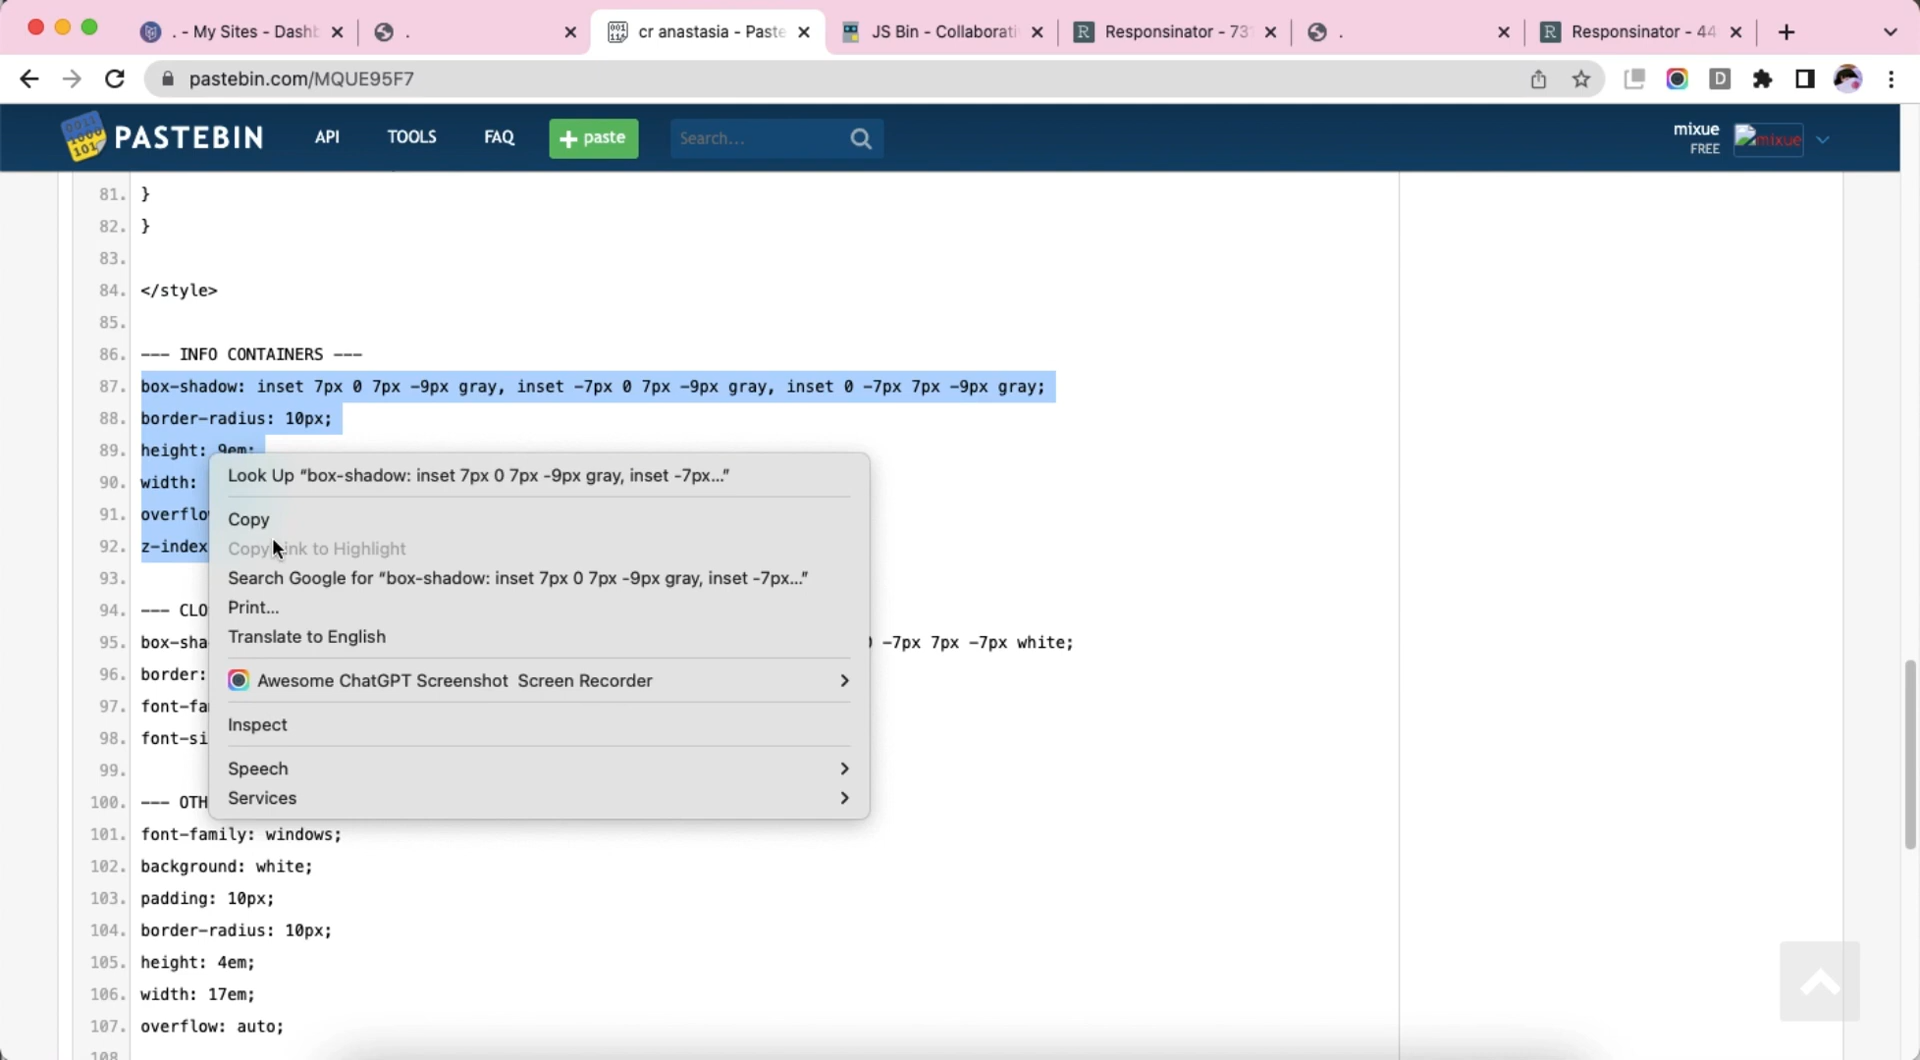 . - My Sites - Dashb
.
cr anastasia - Paste
JS Bin - Collaborati
Responsinator - 731
.
Responsinator - 44
pastebin.com/MQUE95F7
PASTEBIN
API
TOOLS
FAQ
+ paste
Search...
mixue
FREE
mixue
81. }
82. }
83.
84. </style>
85.
86. --- INFO CONTAINERS ---
87. box-shadow: inset 7px 0 7px -9px gray, inset -7px 0 7px -9px gray, inset 0 -7px 7px -9px gray;
88. border-radius: 10px;
89. height: 9em;
90. width:
91. overflo
92. z-index
93.
94. --- CLO
95. box-sha -7px 7px -7px white;
96. border:
97. font-fa
98. font-si
99.
100. --- OTH
101. font-family: windows;
102. background: white;
103. padding: 10px;
104. border-radius: 10px;
105. height: 4em;
106. width: 17em;
107. overflow: auto;
108
Look Up “box-shadow: inset 7px 0 7px -9px gray, inset -7px...”
Copy
Copy Link to Highlight
Search Google for “box-shadow: inset 7px 0 7px -9px gray, inset -7px...”
Print...
Translate to English
Awesome ChatGPT Screenshot Screen Recorder
Inspect
Speech
Services